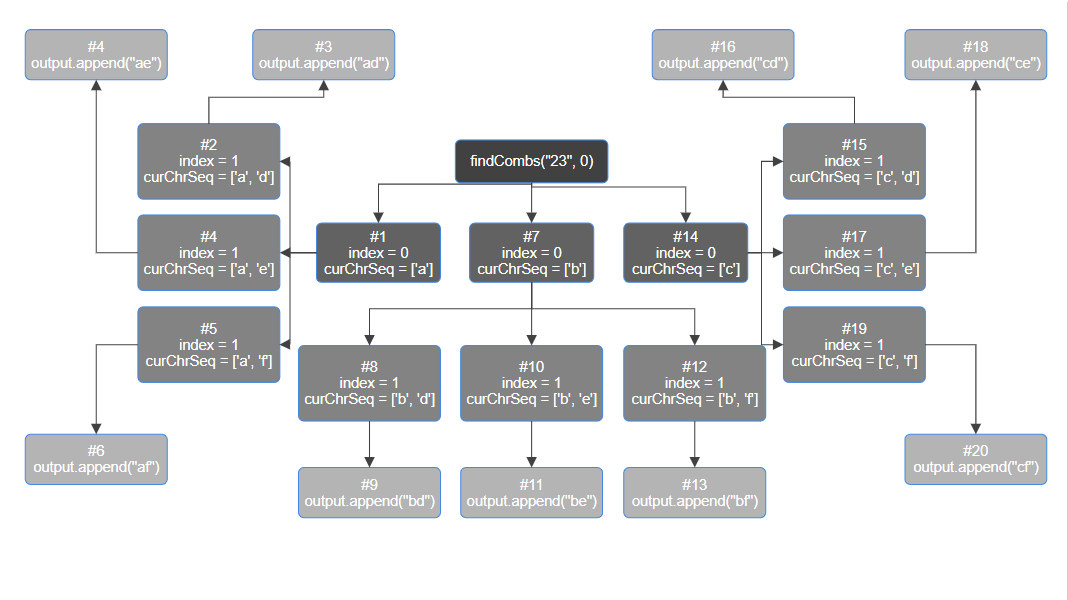 #4
output.append("ae")
#3
output.append("ad")
#16
output.append("cd")
#18
output.append("ce")
#2
index = 1
curChrSeq = ['a', 'd']
findCombs("23", 0)
#15
index = 1
curChrSeq = ['c', 'd']
#4
index = 1
curChrSeq = ['a', 'e']
#1
index = 0
curChrSeq = ['a']
#7
index = 0
curChrSeq = ['b']
#14
index = 0
curChrSeq = ['c']
#17
index = 1
curChrSeq = ['c', 'e']
#5
index = 1
curChrSeq = ['a', 'f']
#8
index = 1
curChrSeq = ['b', 'd']
#10
index = 1
curChrSeq = ['b', 'e']
#12
index = 1
curChrSeq = ['b', 'f']
#19
index = 1
curChrSeq = ['c', 'f']
#6
output.append("af")
#9
output.append("bd")
#11
output.append("be")
#13
output.append("bf")
#20
output.append("cf")